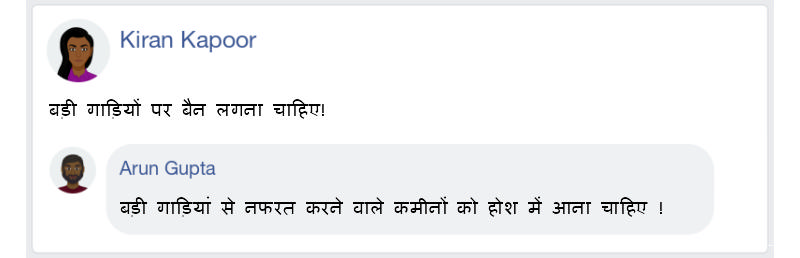 Kiran Kapoor
बड़ी गाड़ियों पर बैन लगना चाहिए!
Arun Gupta
बड़ी गाड़ियां से नफरत करने वाले कमीनों को होश में आना चाहिए !